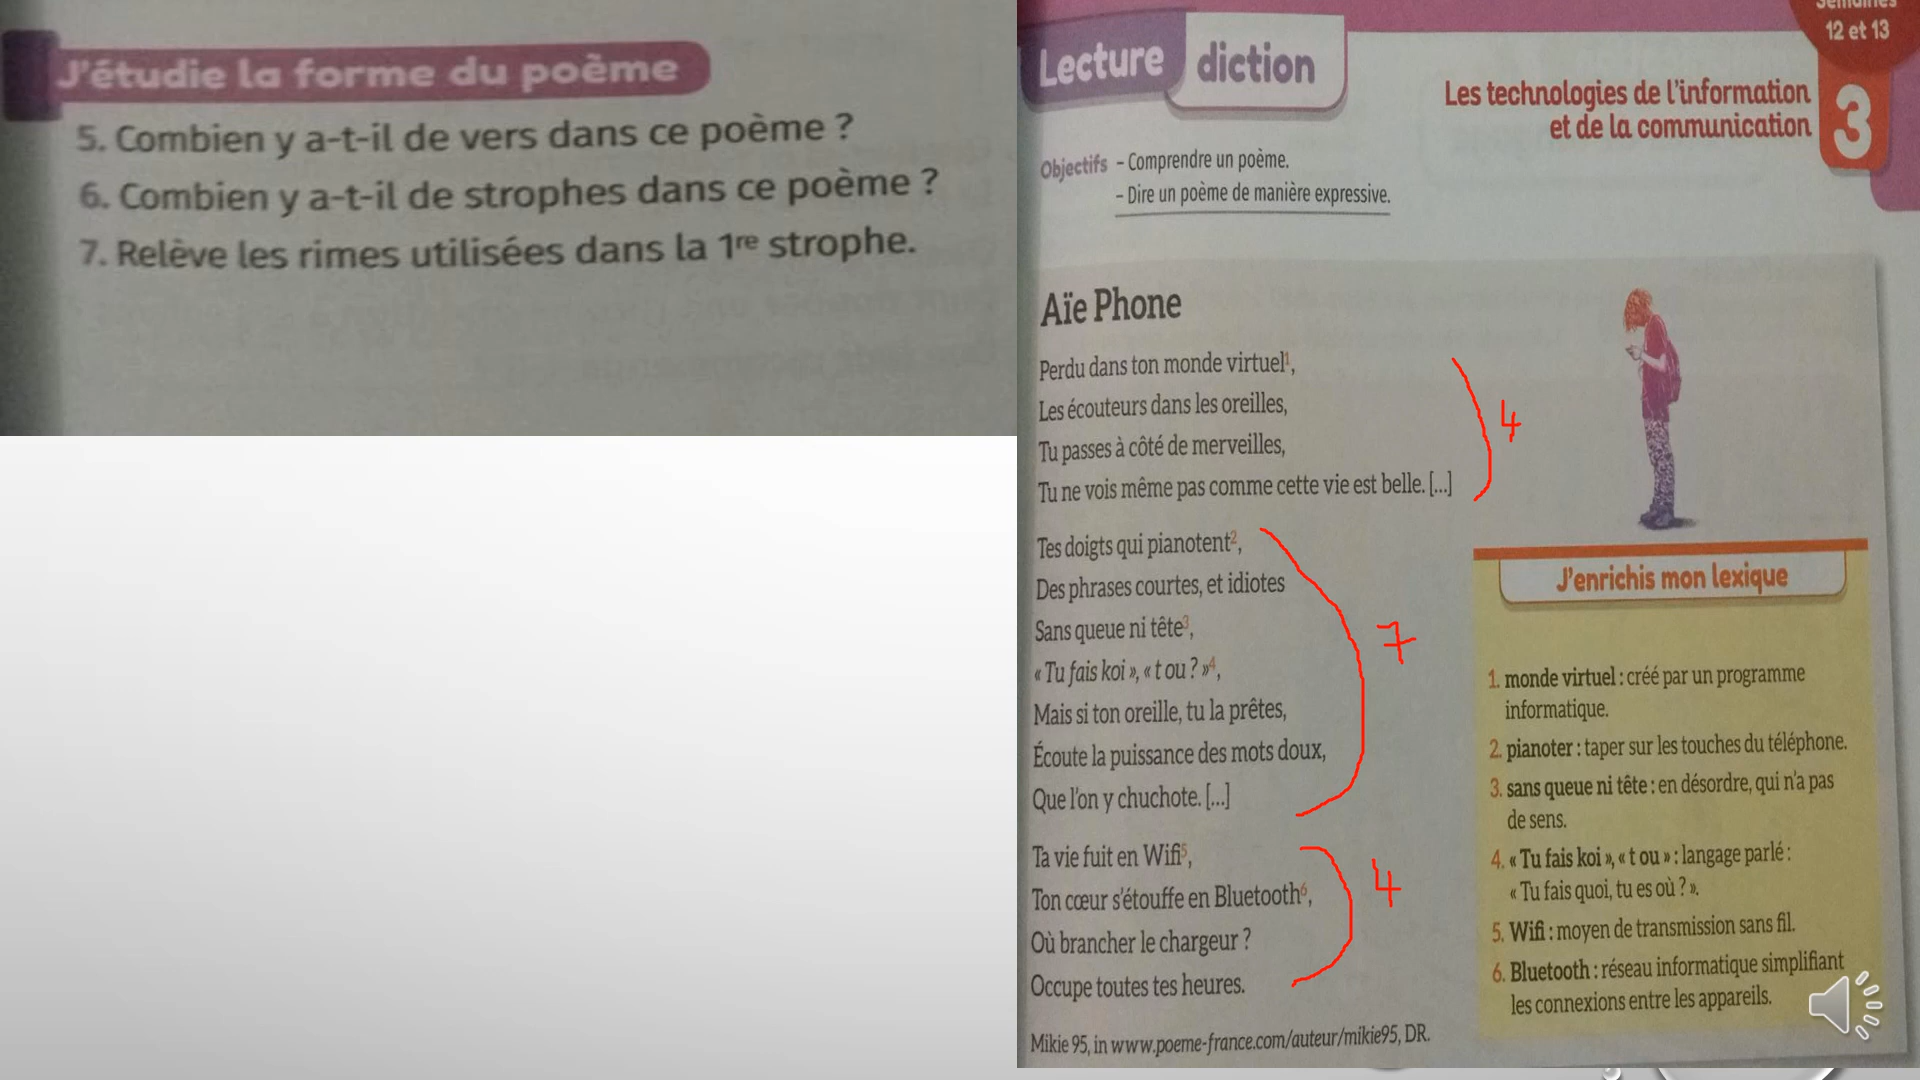 J'étudie la forme du poème
5. Combien y a-t-il de vers dans ce poème ?
6. Combien y a-t-il de strophes dans ce poème ?
7. Relève les rimes utilisées dans la 1re strophe.
Semaines
12 et 13
Lecture diction
Les technologies de l'information
et de la communication
3
Objectifs - Comprendre un poème.
- Dire un poème de manière expressive.
Aïe Phone
Perdu dans ton monde virtuel1,
Les écouteurs dans les oreilles,
Tu passes à côté de merveilles,
Tu ne vois même pas comme cette vie est belle. [...]
4
Tes doigts qui pianotent2,
Des phrases courtes, et idiotes
Sans queue ni tête3,
« Tu fais koi », « t ou ? »4,
Mais si ton oreille, tu la prêtes,
Écoute la puissance des mots doux,
Que l'on y chuchote. [...]
7
Ta vie fuit en Wifi5,
Ton cœur s'étouffe en Bluetooth6,
Où brancher le chargeur ?
Occupe toutes tes heures.
4
Mikie 95, in www.poeme-france.com/auteur/mikie95, DR.
J'enrichis mon lexique
1. monde virtuel : créé par un programme
informatique.
2. pianoter : taper sur les touches du téléphone.
3. sans queue ni tête : en désordre, qui n'a pas
de sens.
4. « Tu fais koi », « t ou » : langage parlé :
« Tu fais quoi, tu es où ? ».
5. Wifi : moyen de transmission sans fil.
6. Bluetooth : réseau informatique simplifiant
les connexions entre les appareils.